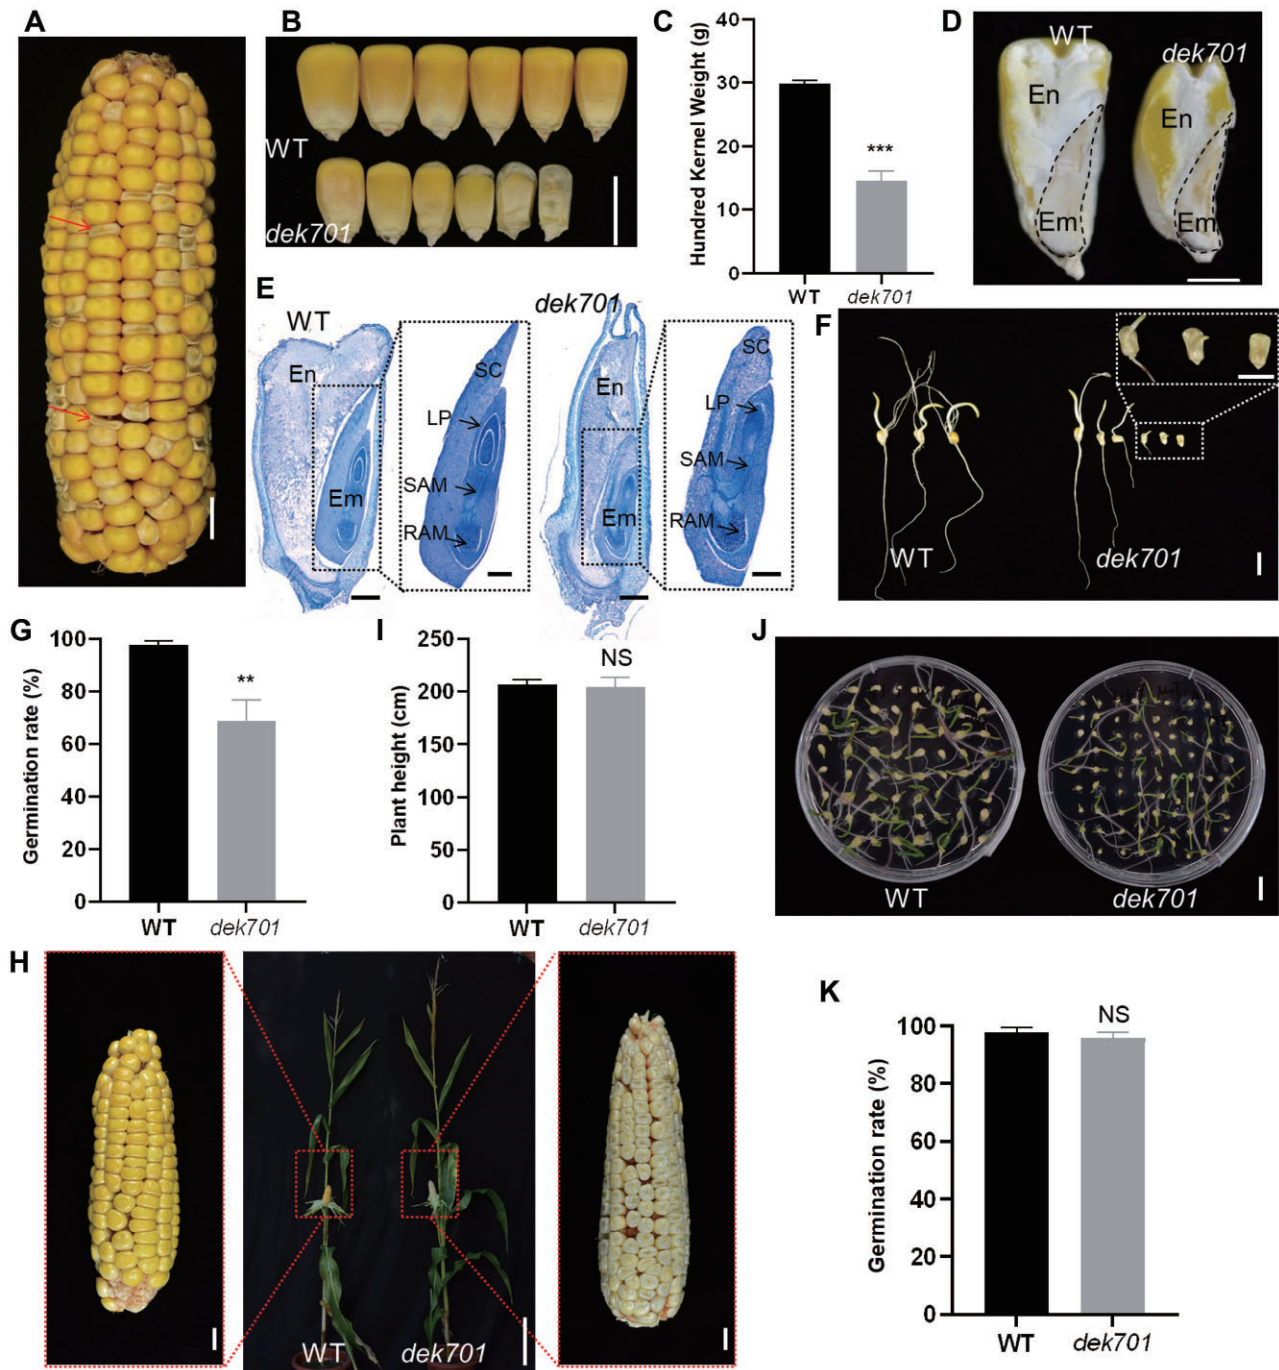 A
B
WT
dek701
C
Hundred Kernel Weight (g)
40
30
20
10
0
***
WT
dek701
D
WT
dek701
En
En
Em
Em
E
WT
En
Em
SC
LP
SAM
RAM
dek701
En
Em
SC
LP
SAM
RAM
F
WT
dek701
G
Germination rate (%)
100
80
60
40
20
0
**
WT
dek701
I
Plant height (cm)
250
200
150
100
50
0
NS
WT
dek701
J
WT
dek701
H
WT
dek701
K
Germination rate (%)
100
80
60
40
20
0
NS
WT
dek701